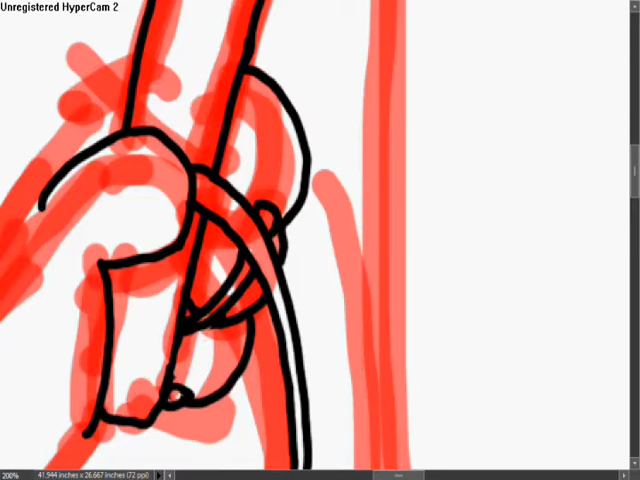 Unregistered HyperCam 2
200%
41.944 inches x 26.667 inches (72 ppi)